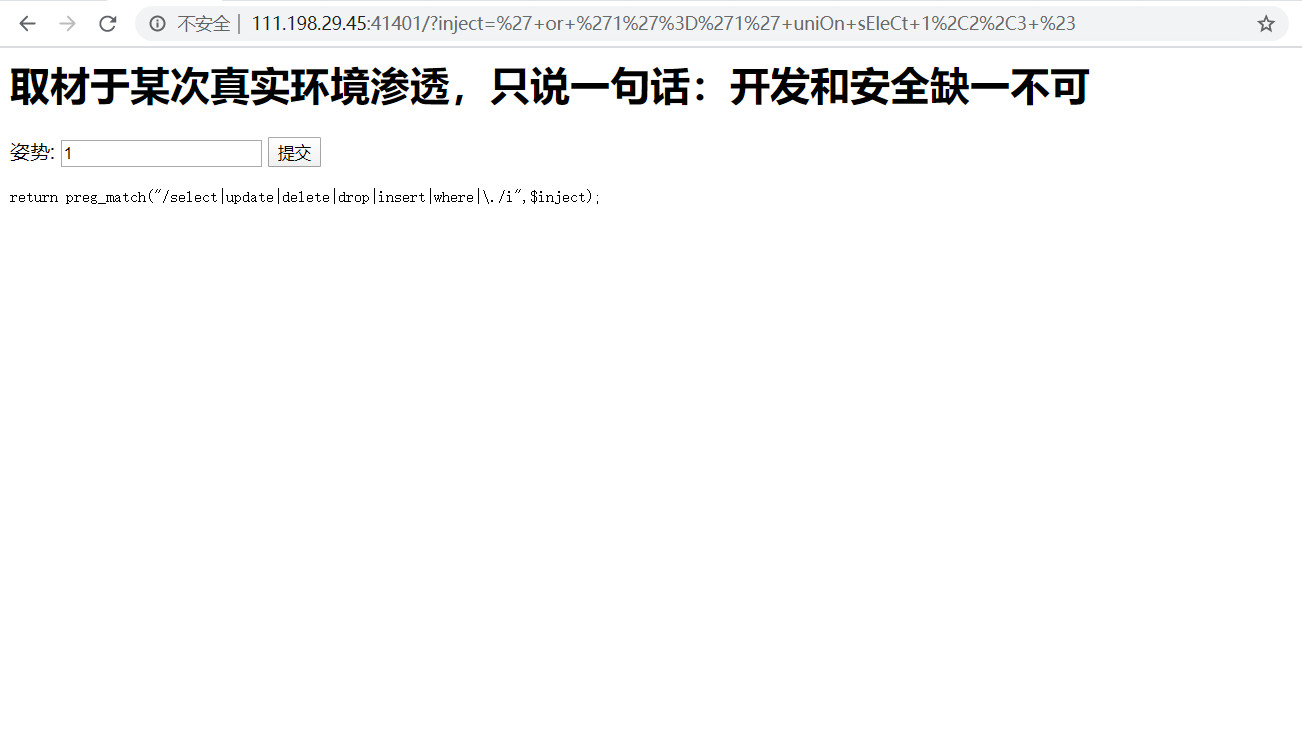 不安全 | 111.198.29.45:41401/?inject=%27+or+%271%27%3D%271%27+uniOn+sEleCt+1%2C2%2C3+%23
取材于某次真实环境渗透，只说一句话：开发和安全缺一不可
姿势: 1 提交
return preg_match("/select|update|delete|drop|insert|where|\./i",$inject);